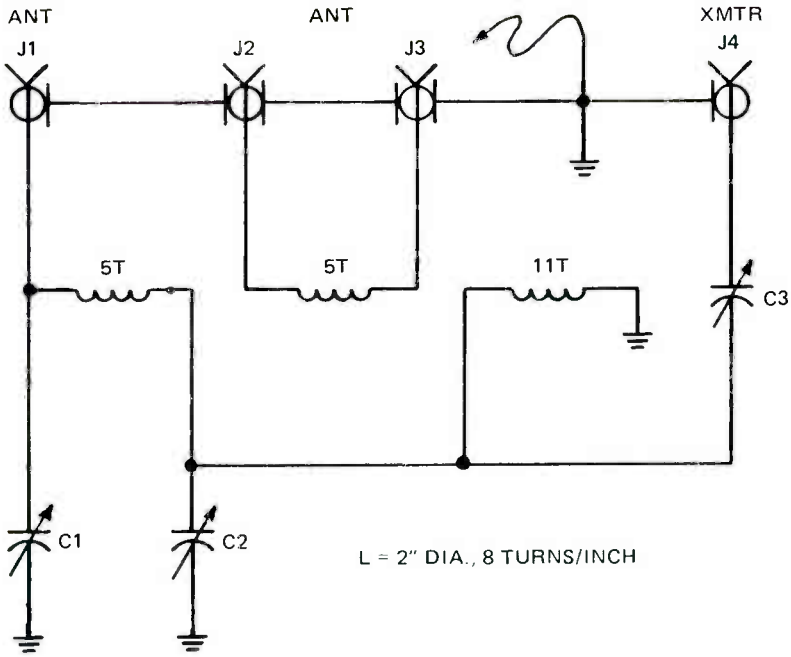 ANT
J1
J2
ANT
J3
XMTR
J4
5T
5T
11T
C3
C1
C2
L = 2" DIA., 8 TURNS/INCH